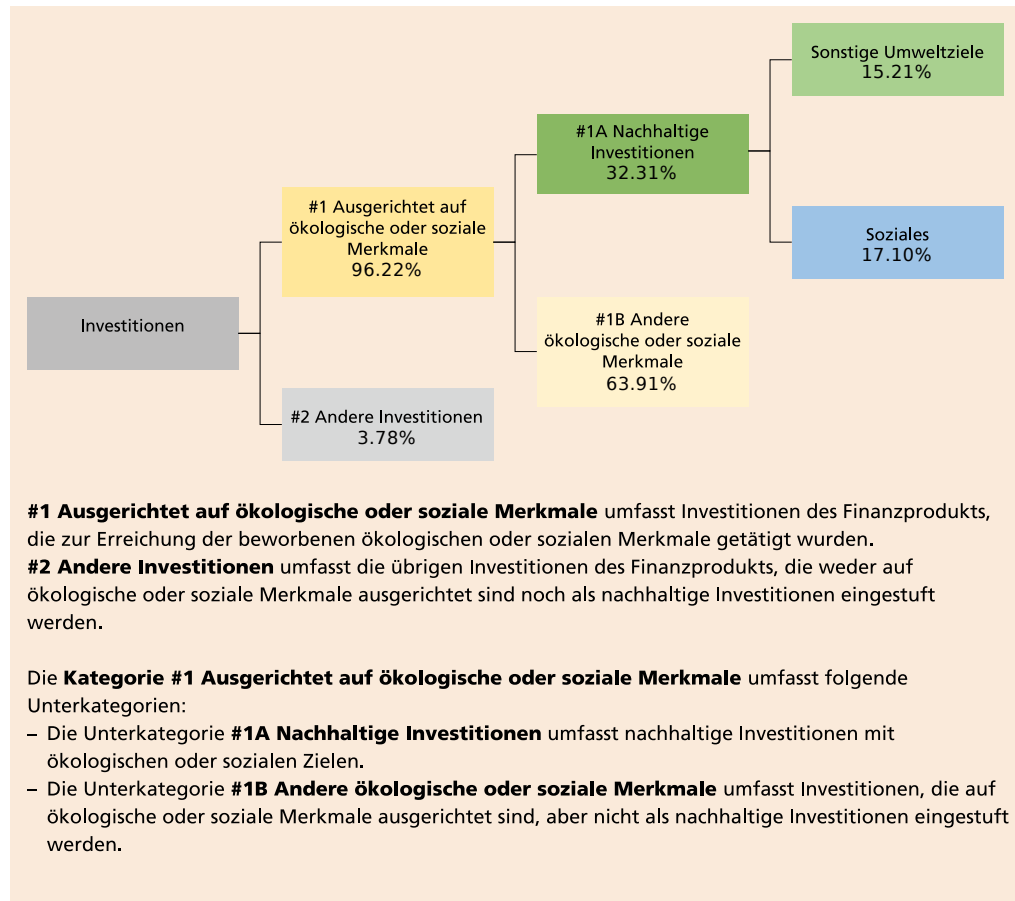 Sonstige Umweltziele
15.21%
#1A Nachhaltige
Investitionen
32.31%
#1 Ausgerichtet auf
ökologische oder soziale
Merkmale
96.22%
Soziales
17.10%
Investitionen
#1B Andere
ökologische oder soziale
Merkmale
63.91%
#2 Andere Investitionen
3.78%
#1 Ausgerichtet auf ökologische oder soziale Merkmale umfasst Investitionen des Finanzprodukts,
die zur Erreichung der beworbenen ökologischen oder sozialen Merkmale getätigt wurden.
#2 Andere Investitionen umfasst die übrigen Investitionen des Finanzprodukts, die weder auf
ökologische oder soziale Merkmale ausgerichtet sind noch als nachhaltige Investitionen eingestuft
werden.
Die Kategorie #1 Ausgerichtet auf ökologische oder soziale Merkmale umfasst folgende
Unterkategorien:
– Die Unterkategorie #1A Nachhaltige Investitionen umfasst nachhaltige Investitionen mit
ökologischen oder sozialen Zielen.
– Die Unterkategorie #1B Andere ökologische oder soziale Merkmale umfasst Investitionen, die auf
ökologische oder soziale Merkmale ausgerichtet sind, aber nicht als nachhaltige Investitionen eingestuft
werden.